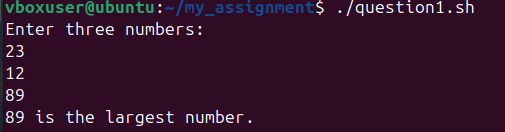 vboxuser@ubuntu:~/my_assignment$ ./question1.sh
Enter three numbers:
23
12
89
89 is the largest number.